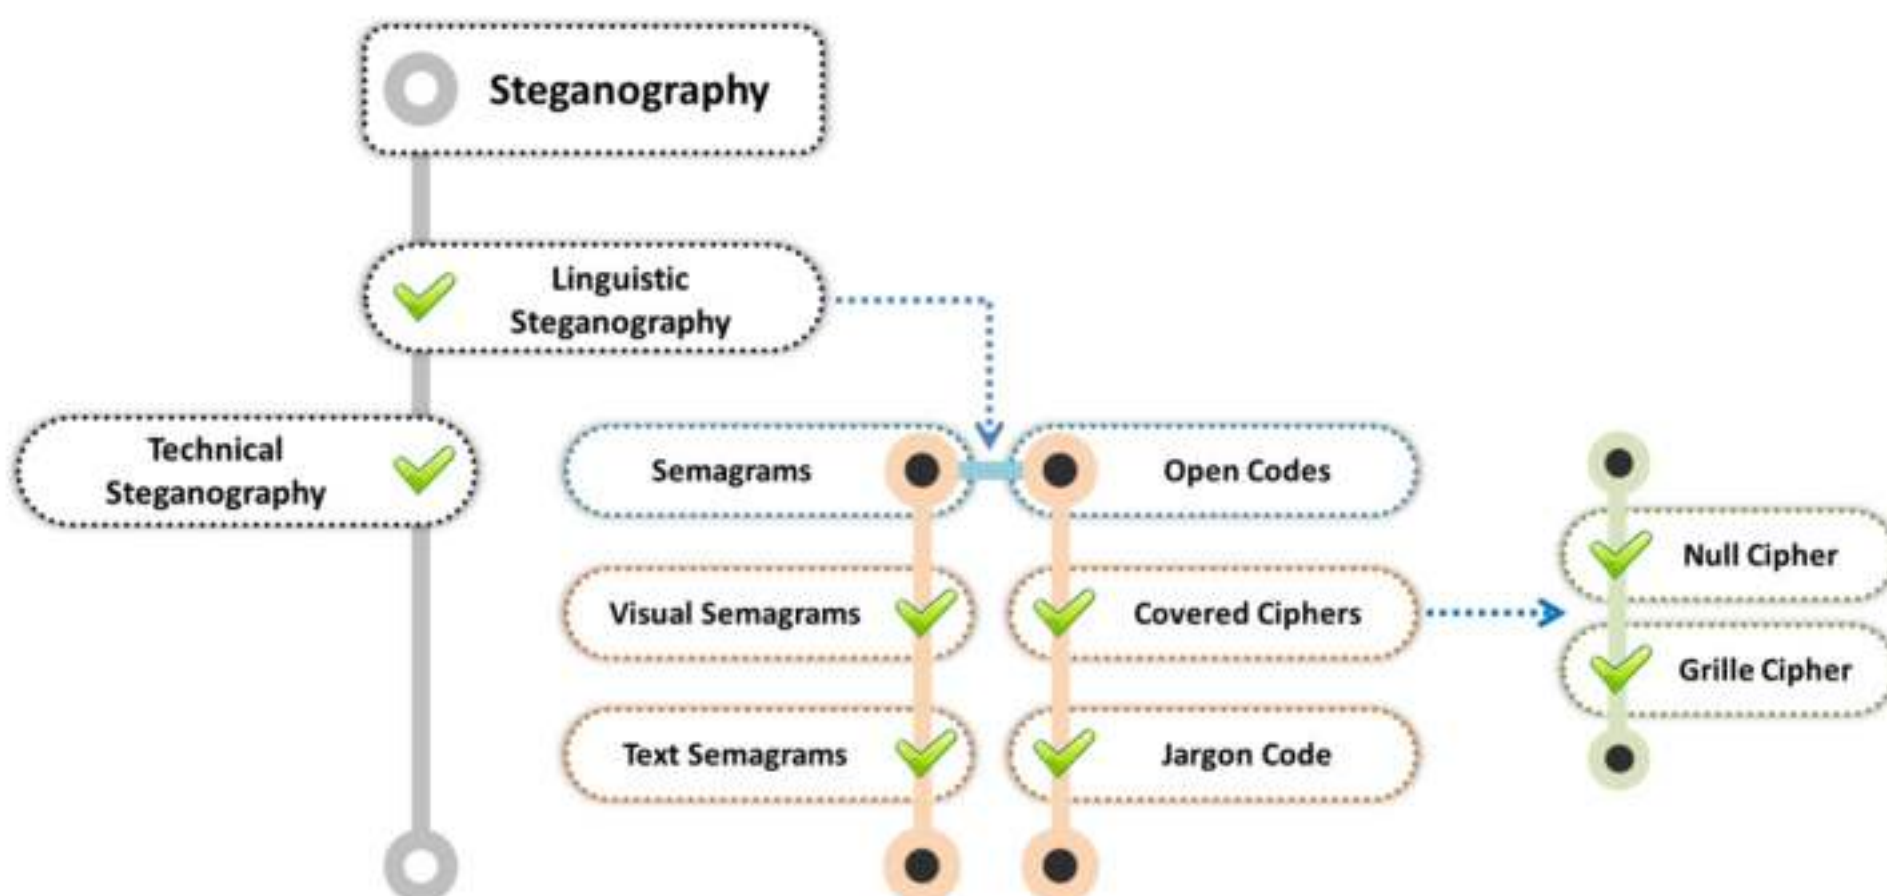 Steganography
Linguistic
Steganography
Technical
Steganography
Semagrams
Open Codes
Visual Semagrams
Covered Ciphers
Text Semagrams
Jargon Code
Null Cipher
Grille Cipher